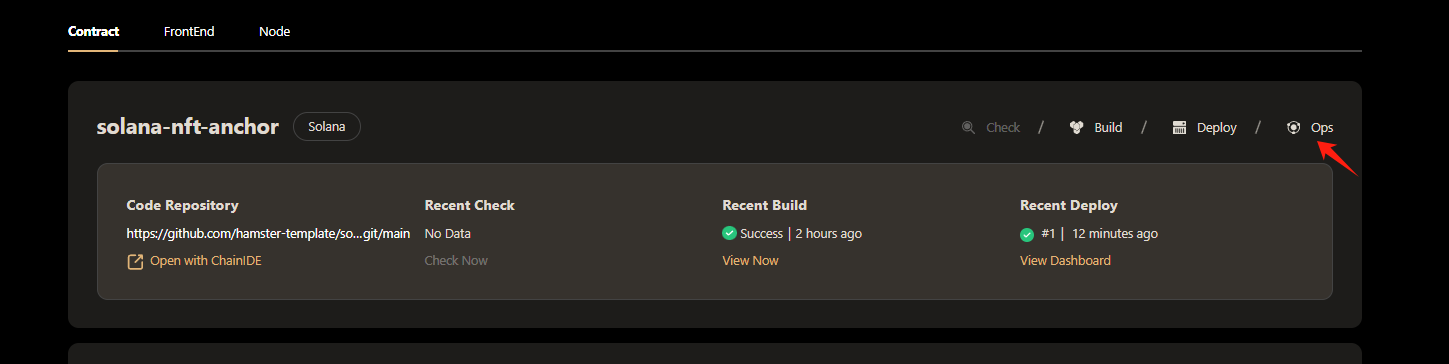 Contract FrontEnd Node
solana-nft-anchor Solana Check / Build / Deploy / Ops
Code Repository Recent Check Recent Build Recent Deploy
https://github.com/hamster-template/so...git/main No Data Success | 2 hours ago #1 | 12 minutes ago
Open with ChainIDE Check Now View Now View Dashboard